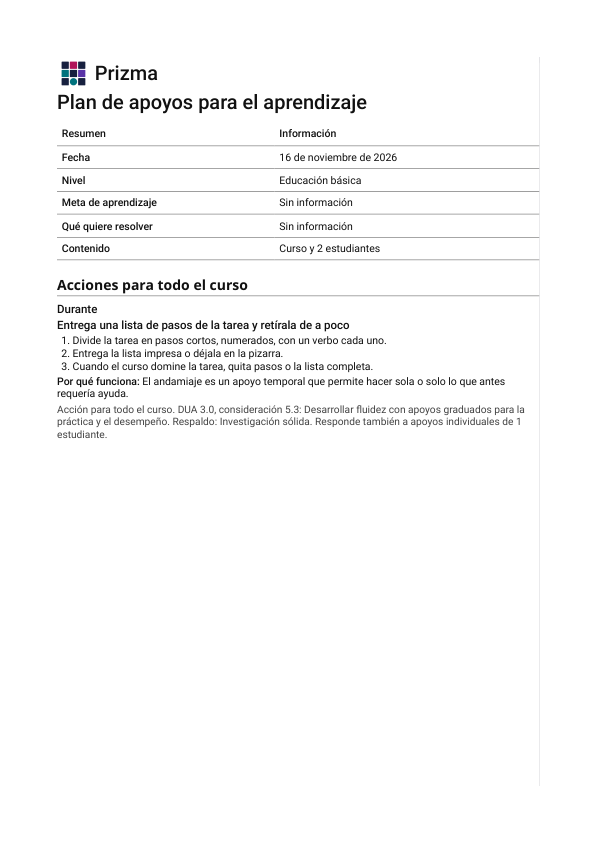 Prizma
Plan de apoyos para el aprendizaje
Resumen Información
Fecha 16 de noviembre de 2026
Nivel Educación básica
Meta de aprendizaje Sin información
Qué quiere resolver Sin información
Contenido Curso y 2 estudiantes
Acciones para todo el curso
Durante
Entrega una lista de pasos de la tarea y retírala de a poco
1. Divide la tarea en pasos cortos, numerados, con un verbo cada uno.
2. Entrega la lista impresa o déjala en la pizarra.
3. Cuando el curso domine la tarea, quita pasos o la lista completa.
Por qué funciona: El andamiaje es un apoyo temporal que permite hacer sola o solo lo que antes
requería ayuda.
Acción para todo el curso. DUA 3.0, consideración 5.3: Desarrollar fluidez con apoyos graduados para la
práctica y el desempeño. Respaldo: Investigación sólida. Responde también a apoyos individuales de 1
estudiante.